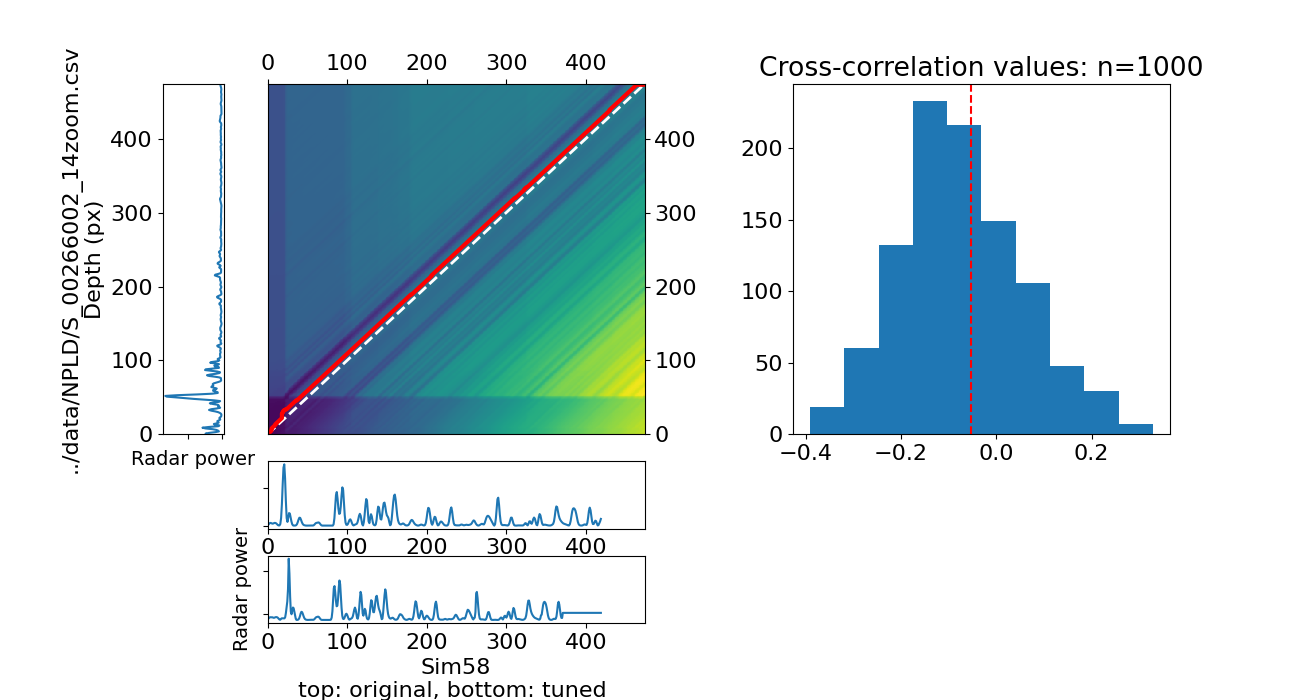 Cross-correlation values: n=1000
0 100 200 300 400
../data/NPLD/S_00266002_14zoom.csv
Depth (px)
400
300
200
100
0
Radar power
400
300
200
100
0
200
150
100
50
0
−0.4 −0.2 0.0 0.2
0 100 200 300 400
Radar power
0 100 200 300 400
Sim58
top: original, bottom: tuned